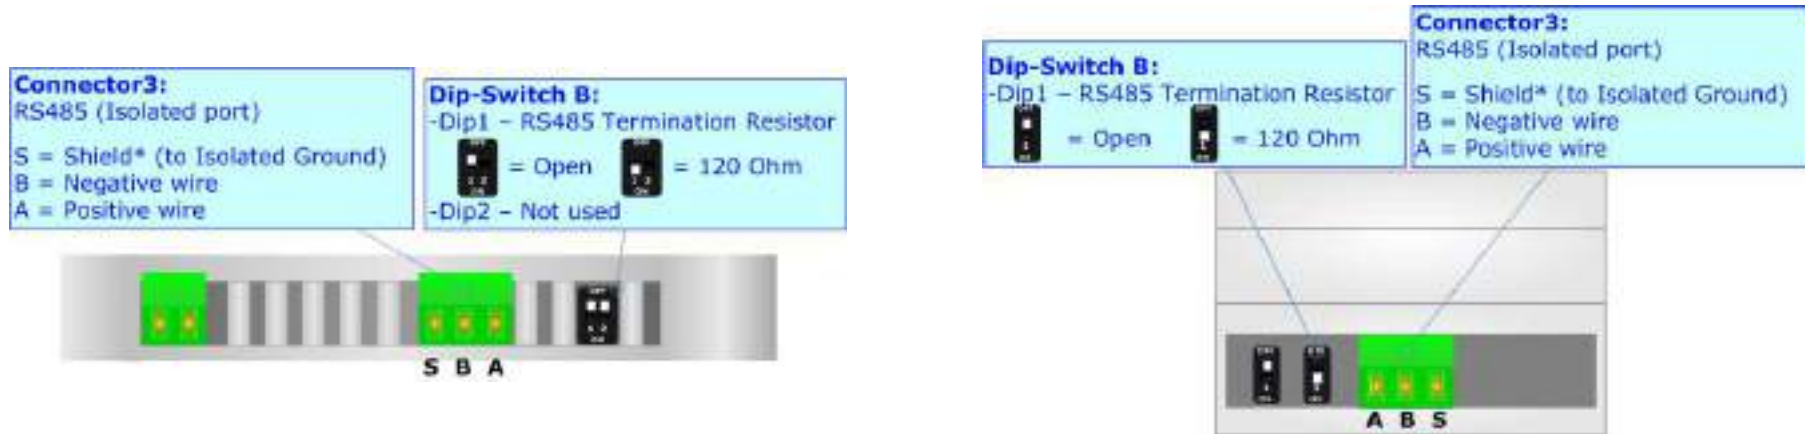 Connector3:
RS485 (Isolated port)
S = Shield* (to Isolated Ground)
B = Negative wire
A = Positive wire
Dip-Switch B:
-Dip1 – RS485 Termination Resistor
= Open
= 120 Ohm
-Dip2 – Not used
S B A
Dip-Switch B:
-Dip1 – RS485 Termination Resistor
= Open
= 120 Ohm
Connector3:
RS485 (Isolated port)
S = Shield* (to Isolated Ground)
B = Negative wire
A = Positive wire
A B S